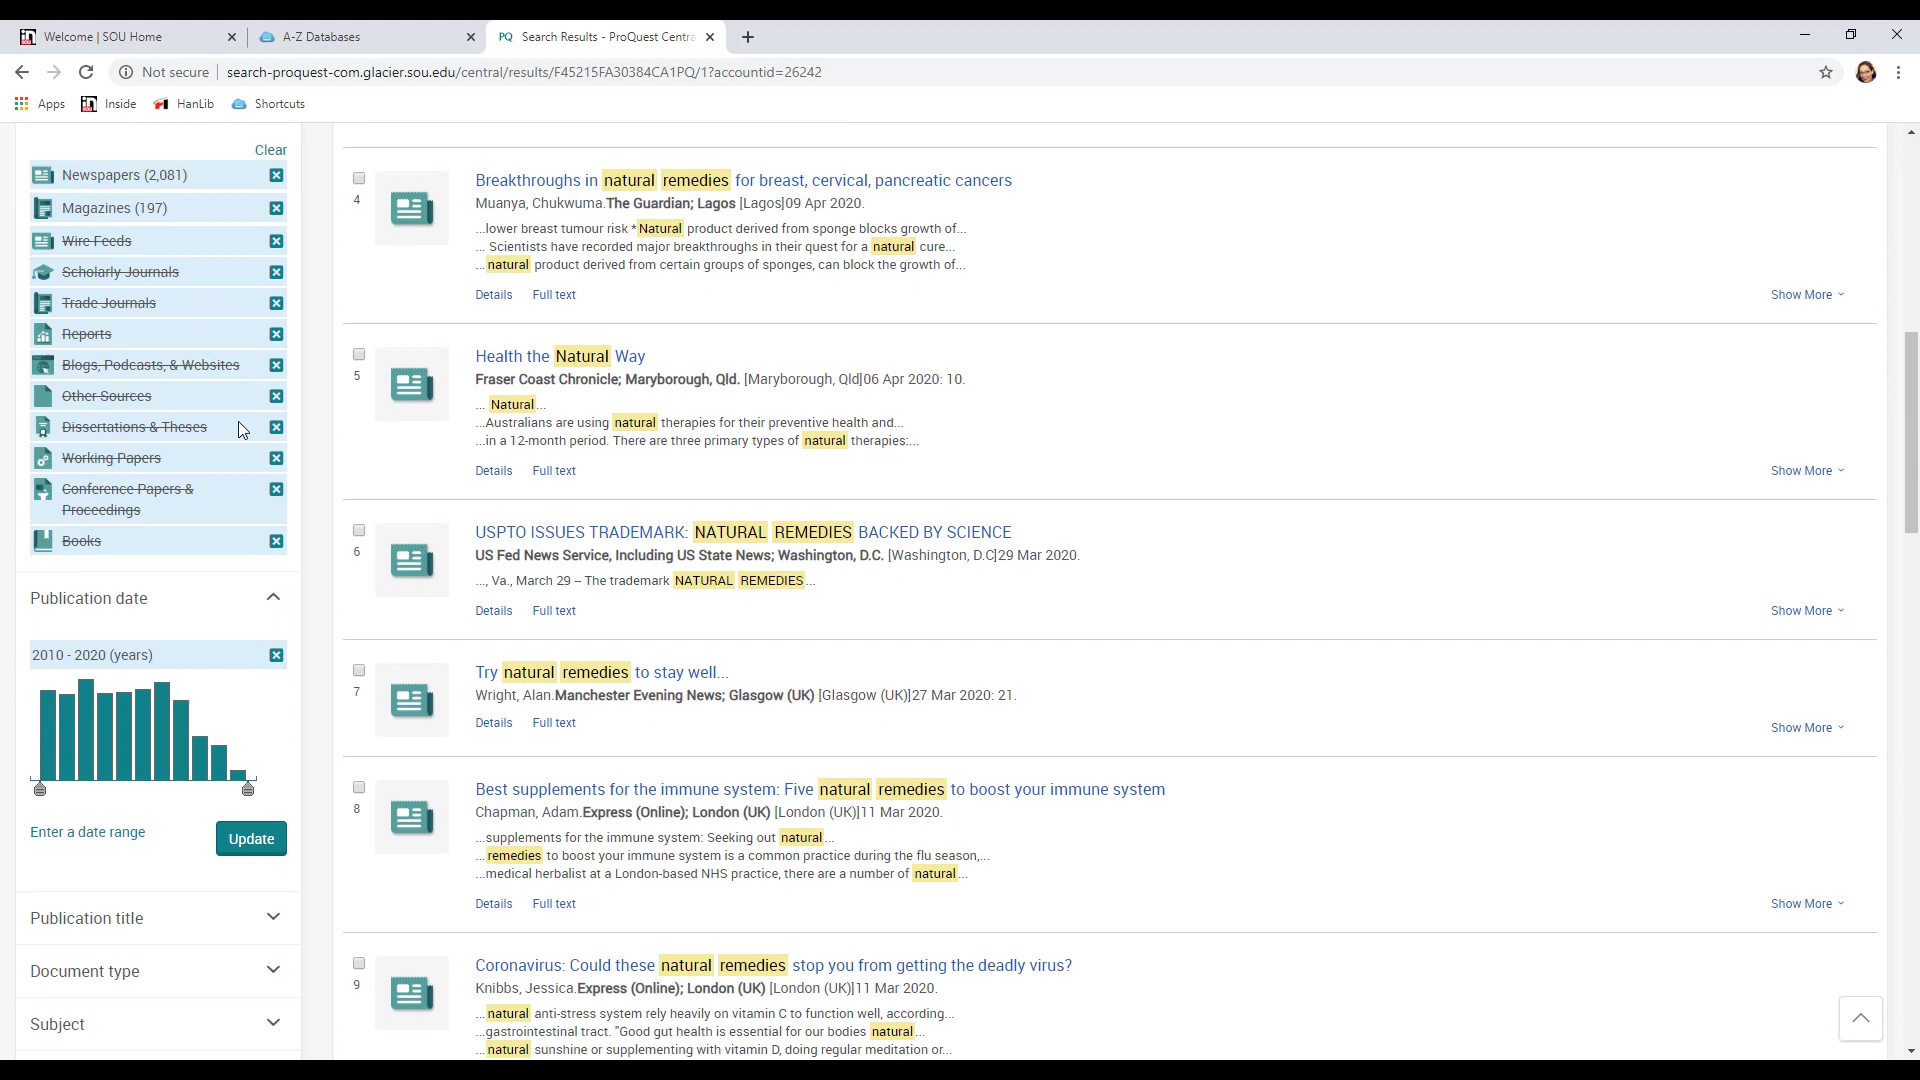 Welcome | SOU Home
A-Z Databases
PQ Search Results - ProQuest Centra
Not secure search-proquest-com.glacier.sou.edu/central/results/F45215FA30384CA1PQ/1?accountid=26242
Apps Inside HanLib Shortcuts
Clear
Newspapers (2,081)
Magazines (197)
Wire Feeds
Scholarly Journals
Trade Journals
Reports
Blogs, Podcasts, & Websites
Other Sources
Dissertations & Theses
Working Papers
Conference Papers &
Proceedings
Books
Publication date
2010 - 2020 (years)
Enter a date range
Update
Publication title
Document type
Subject
4
Breakthroughs in natural remedies for breast, cervical, pancreatic cancers
Muanya, Chukwuma.The Guardian; Lagos [Lagos]09 Apr 2020.
...lower breast tumour risk *Natural product derived from sponge blocks growth of...
... Scientists have recorded major breakthroughs in their quest for a natural cure...
...natural product derived from certain groups of sponges, can block the growth of...
Details Full text Show More
5
Health the Natural Way
Fraser Coast Chronicle; Maryborough, Qld. [Maryborough, Qld]06 Apr 2020: 10.
... Natural...
...Australians are using natural therapies for their preventive health and...
...in a 12-month period. There are three primary types of natural therapies:...
Details Full text Show More
6
USPTO ISSUES TRADEMARK: NATURAL REMEDIES BACKED BY SCIENCE
US Fed News Service, Including US State News; Washington, D.C. [Washington, D.C]29 Mar 2020.
..., Va., March 29 -- The trademark NATURAL REMEDIES...
Details Full text Show More
7
Try natural remedies to stay well...
Wright, Alan.Manchester Evening News; Glasgow (UK) [Glasgow (UK)]27 Mar 2020: 21.
Details Full text Show More
8
Best supplements for the immune system: Five natural remedies to boost your immune system
Chapman, Adam.Express (Online); London (UK) [London (UK)]11 Mar 2020.
...supplements for the immune system: Seeking out natural...
...remedies to boost your immune system is a common practice during the flu season,...
...medical herbalist at a London-based NHS practice, there are a number of natural...
Details Full text Show More
9
Coronavirus: Could these natural remedies stop you from getting the deadly virus?
Knibbs, Jessica.Express (Online); London (UK) [London (UK)]11 Mar 2020.
...natural anti-stress system rely heavily on vitamin C to function well, according...
...gastrointestinal tract. "Good gut health is essential for our bodies natural...
...natural sunshine or supplementing with vitamin D, doing regular meditation or...